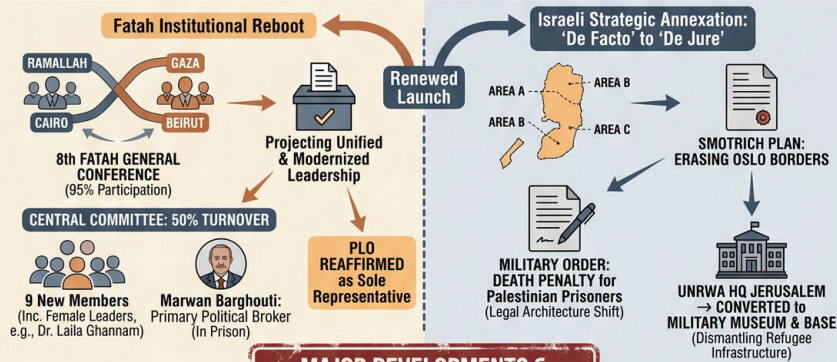 Fatah Institutional Reboot
Renewed
Launch
Israeli Strategic Annexation:
‘De Facto’ to ‘De Jure’
RAMALLAH
GAZA
CAIRO
BEIRUT
8th FATAH GENERAL
CONFERENCE
(95% Participation)
Projecting Unified
& Modernized
Leadership
CENTRAL COMMITTEE: 50% TURNOVER
9 New Members
(Inc. Female Leaders,
e.g., Dr. Laila Ghannam)
Marwan Barghouti:
Primary Political Broker
(In Prison)
PLO
REAFFIRMED
as Sole
Representative
AREA A
AREA B
AREA B
AREA C
SMOTRICH PLAN:
ERASING OSLO BORDERS
MILITARY ORDER:
DEATH PENALTY for
Palestinian Prisoners
(Legal Architecture Shift)
UNRWA HQ JERUSALEM
→ CONVERTED to
MILITARY MUSEUM & BASE
(Dismantling Refugee
Infrastructure)
MAJOR DEVELOPMENTS